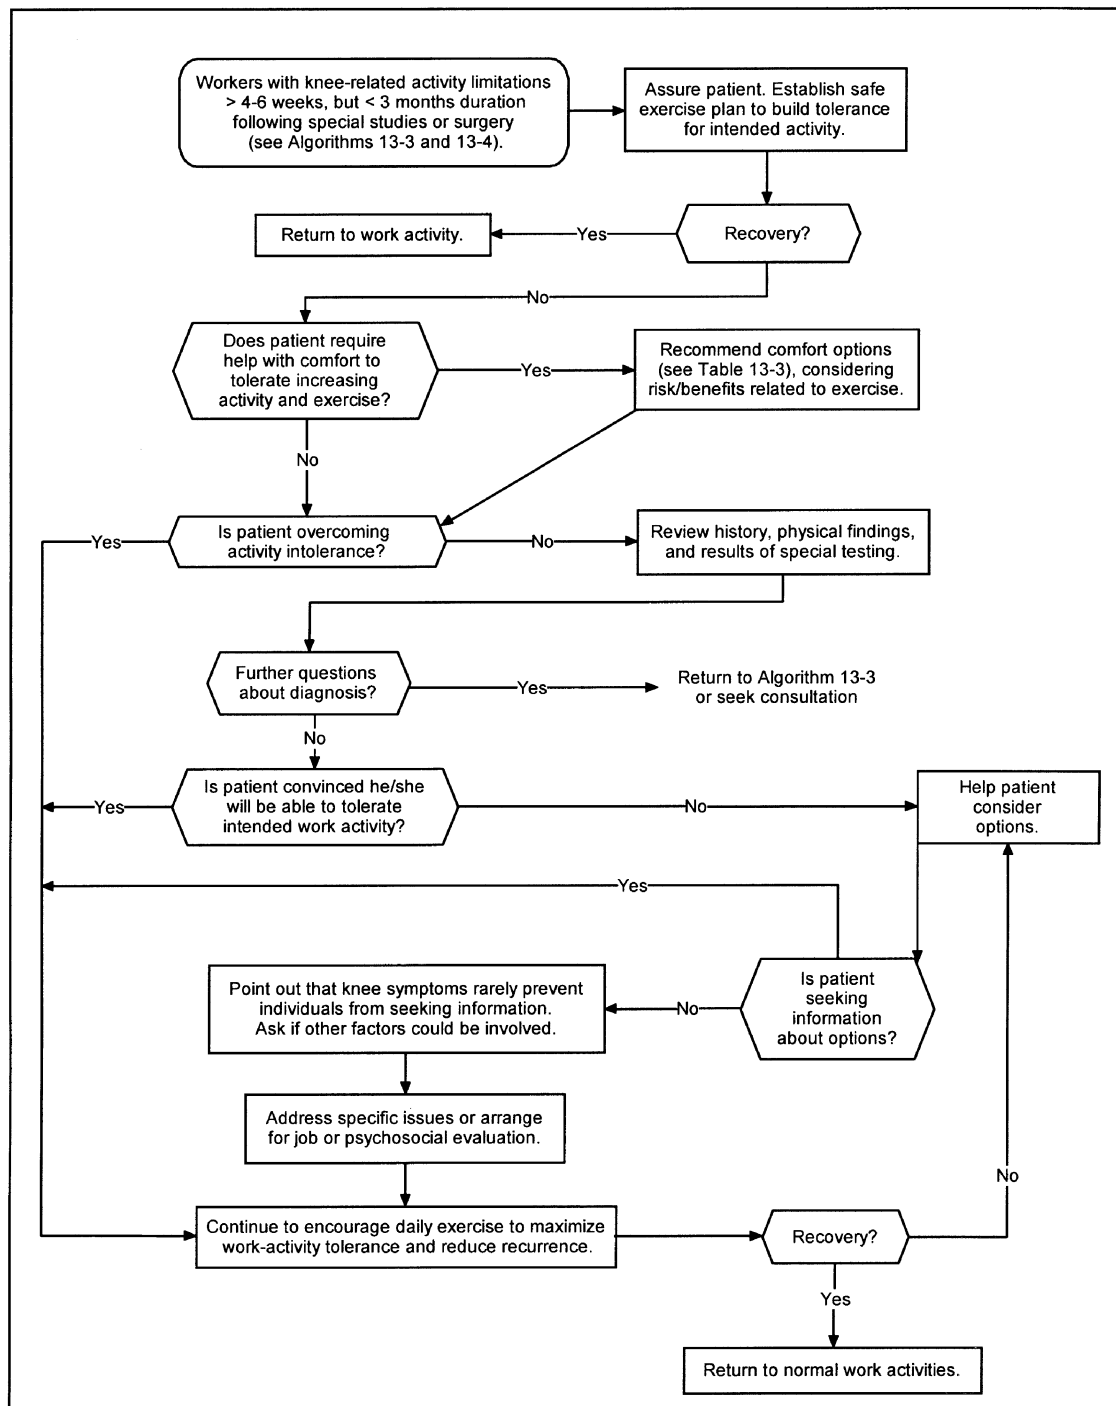 Workers with knee-related activity limitations
> 4-6 weeks, but < 3 months duration
following special studies or surgery
(see Algorithms 13-3 and 13-4).
Assure patient. Establish safe
exercise plan to build tolerance
for intended activity.
Return to work activity.
Yes
Recovery?
No
Does patient require
help with comfort to
tolerate increasing
activity and exercise?
Yes
Recommend comfort options
(see Table 13-3), considering
risk/benefits related to exercise.
No
Yes
Is patient overcoming
activity intolerance?
No
Review history, physical findings,
and results of special testing.
Further questions
about diagnosis?
Yes
Return to Algorithm 13-3
or seek consultation
No
Yes
Is patient convinced he/she
will be able to tolerate
intended work activity?
No
Help patient
consider
options.
Yes
Is patient
seeking
information
about options?
No
Point out that knee symptoms rarely prevent
individuals from seeking information.
Ask if other factors could be involved.
Address specific issues or arrange
for job or psychosocial evaluation.
No
Continue to encourage daily exercise to maximize
work-activity tolerance and reduce recurrence.
Recovery?
Yes
Return to normal work activities.